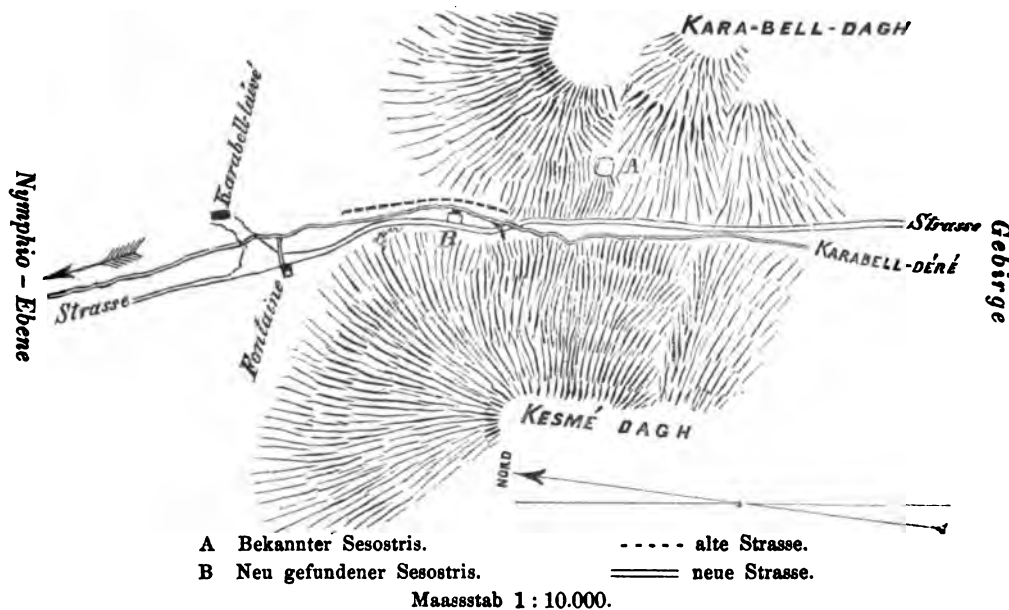 KARA-BELL-DAGH
Karabell-laivé
A
Nymphio – Ebene
B
Strasse
Gebirge
KARABELL-DÉRÉ
Strasse
Fontaine
KESMÉ DAGH
NORD
A Bekannter Sesostris.
alte Strasse.
B Neu gefundener Sesostris.
neue Strasse.
Maassstab 1 : 10.000.